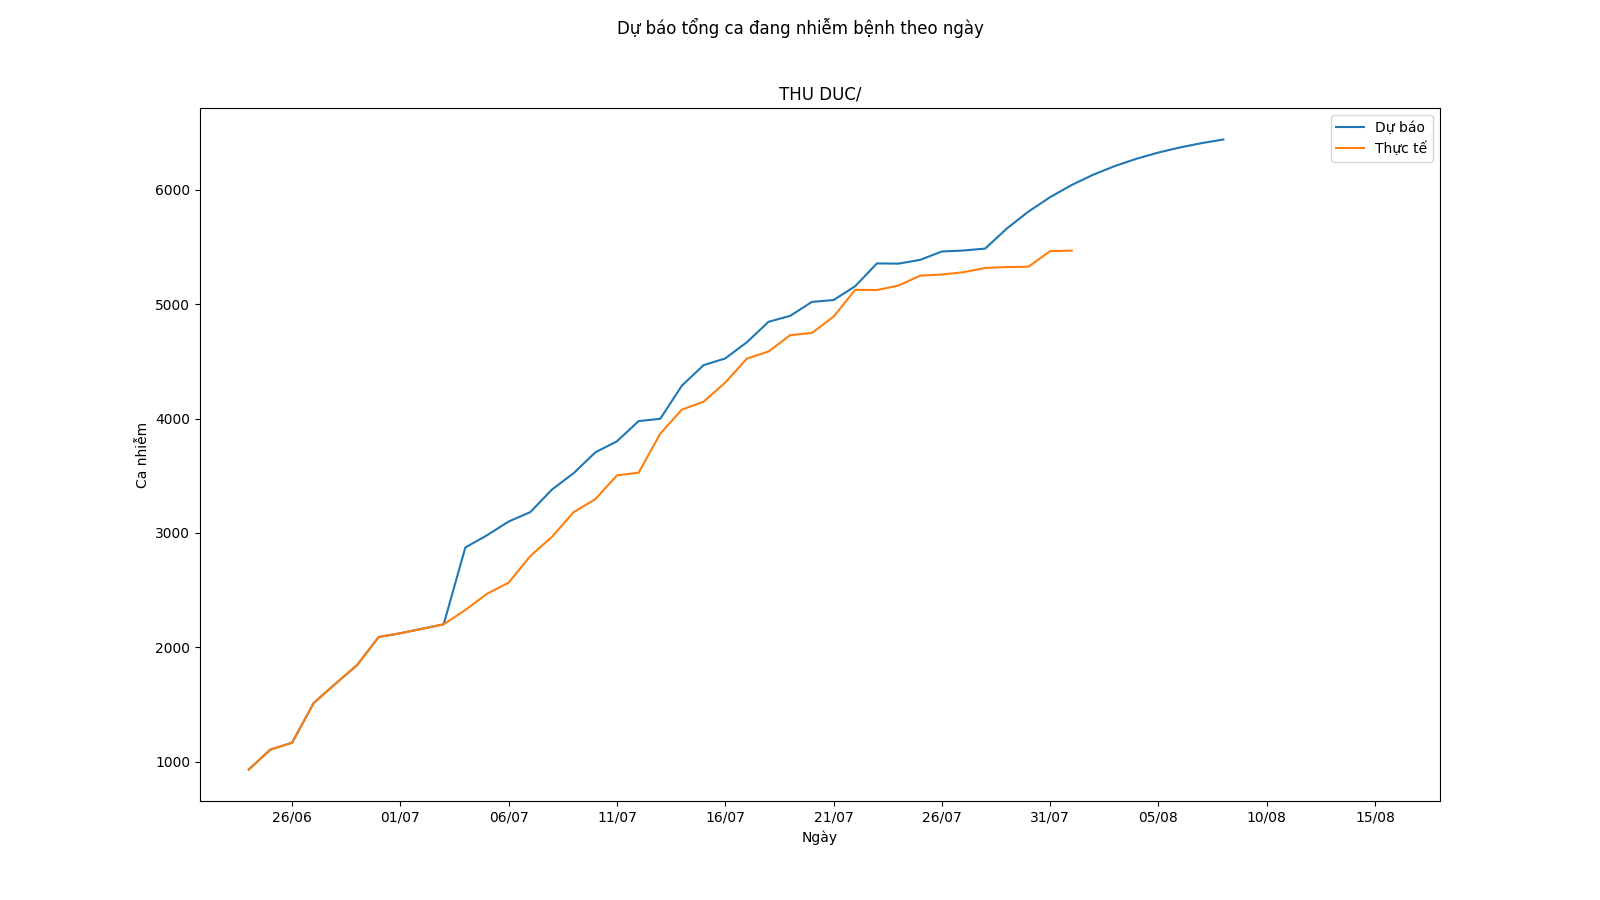 Dự báo tổng ca đang nhiễm bệnh theo ngày
THU DUC/
Dự báo
Thực tế
6000
5000
4000
3000
2000
1000
Ca nhiễm
26/06 01/07 06/07 11/07 16/07 21/07 26/07 31/07 05/08 10/08 15/08
Ngày